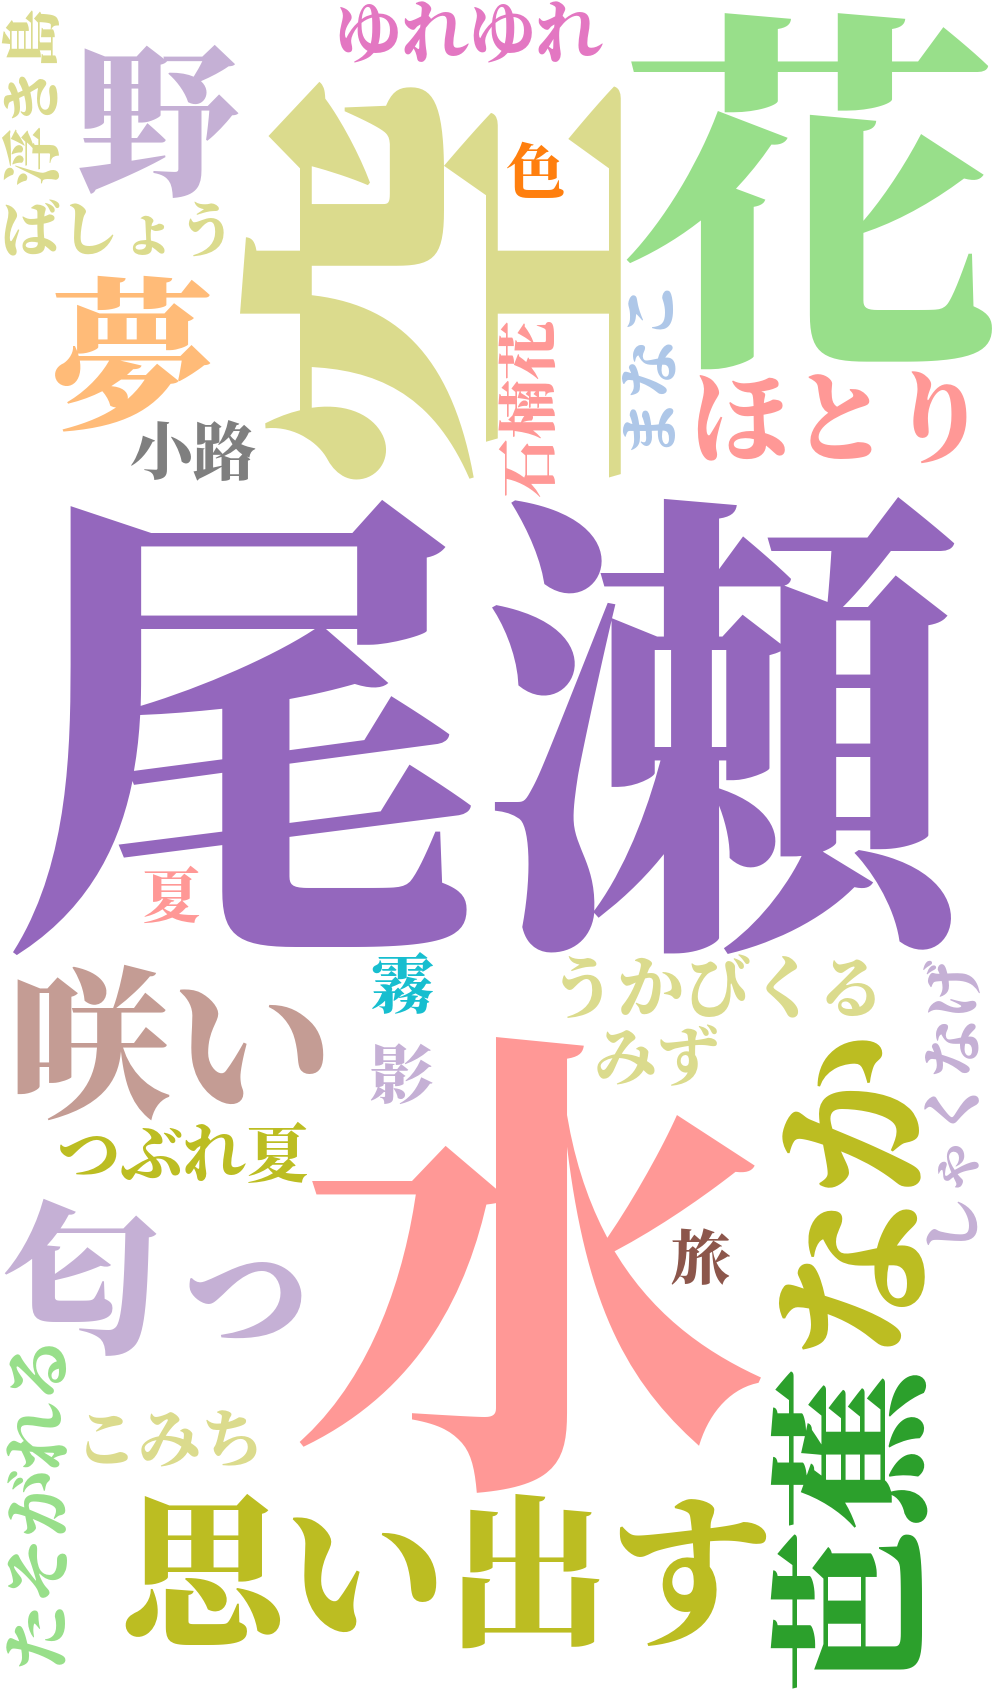 ゆれゆれ
花
浮き島
野
空
色
ばしょう
夢
まなこ
石楠花
ほとり
小路
尾瀬
夏
霧
うかびくる
咲い
しゃくなげ
みず
影
水
なか
つぶれ夏
匂っ
旅
たそがれる
芭蕉
こみち
思い出す